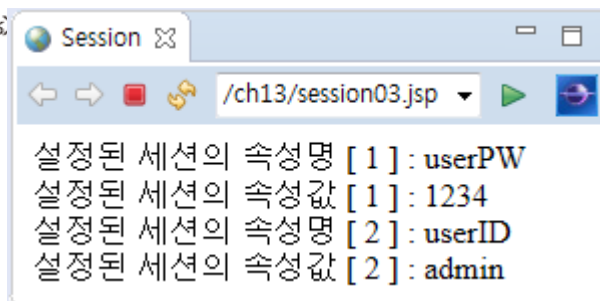 Session
/ch13/session03.jsp
설정된 세션의 속성명 [ 1 ] : userPW
설정된 세션의 속성값 [ 1 ] : 1234
설정된 세션의 속성명 [ 2 ] : userID
설정된 세션의 속성값 [ 2 ] : admin